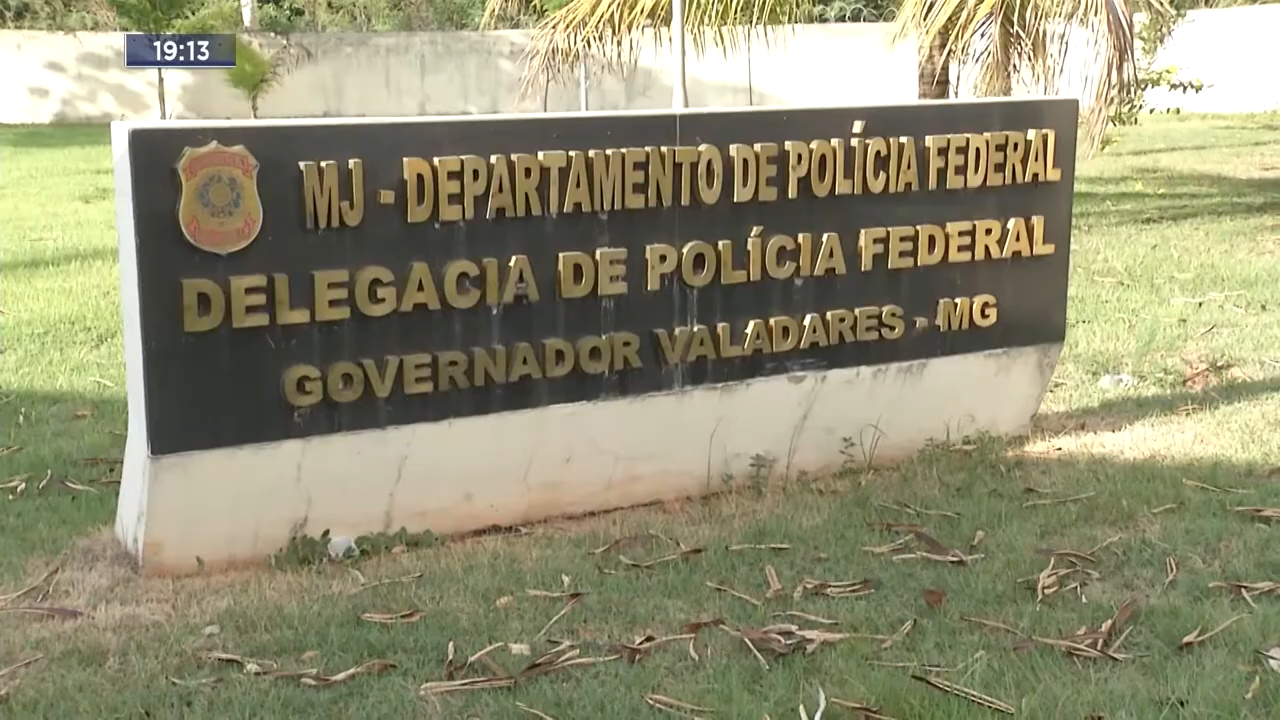 19:13
MJ - DEPARTAMENTO DE POLÍCIA FEDERAL
DELEGACIA DE POLÍCIA FEDERAL
GOVERNADOR VALADARES - MG